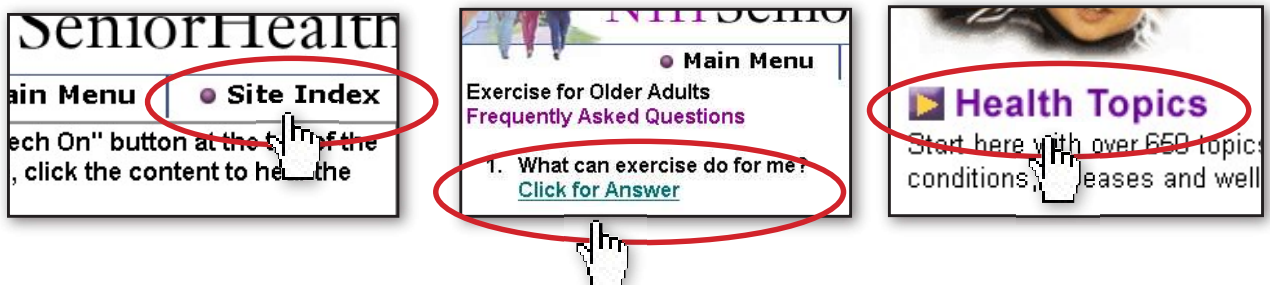 SeniorHealth
ain Menu Site Index
ech On" button at the of the
, click the content to the
NIHSenio
Main Menu
Exercise for Older Adults
Frequently Asked Questions
1. What can exercise do for me?
Click for Answer
Health Topics
Start here with over 650 topics
conditions, eases and well